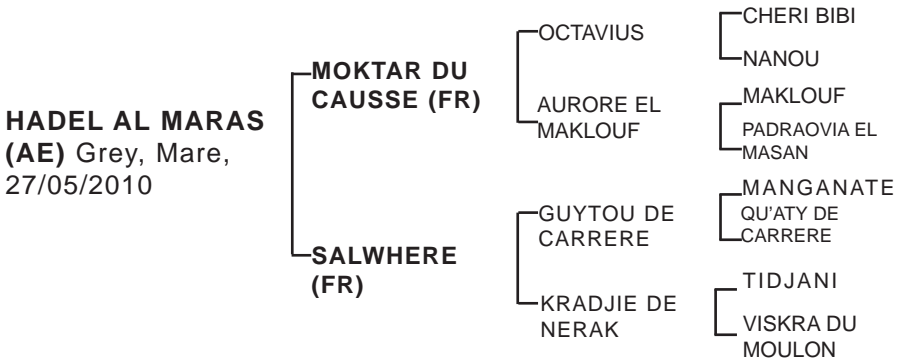 HADEL AL MARAS
(AE) Grey, Mare,
27/05/2010
MOKTAR DU
CAUSSE (FR)
SALWHERE
(FR)
OCTAVIUS
AURORE EL
MAKLOUF
GUYTOU DE
CARRERE
KRADJIE DE
NERAK
CHERI BIBI
NANOU
MAKLOUF
PADRAOVIA EL
MASAN
MANGANATE
QU'ATY DE
CARRERE
TIDJANI
VISKRA DU
MOULON